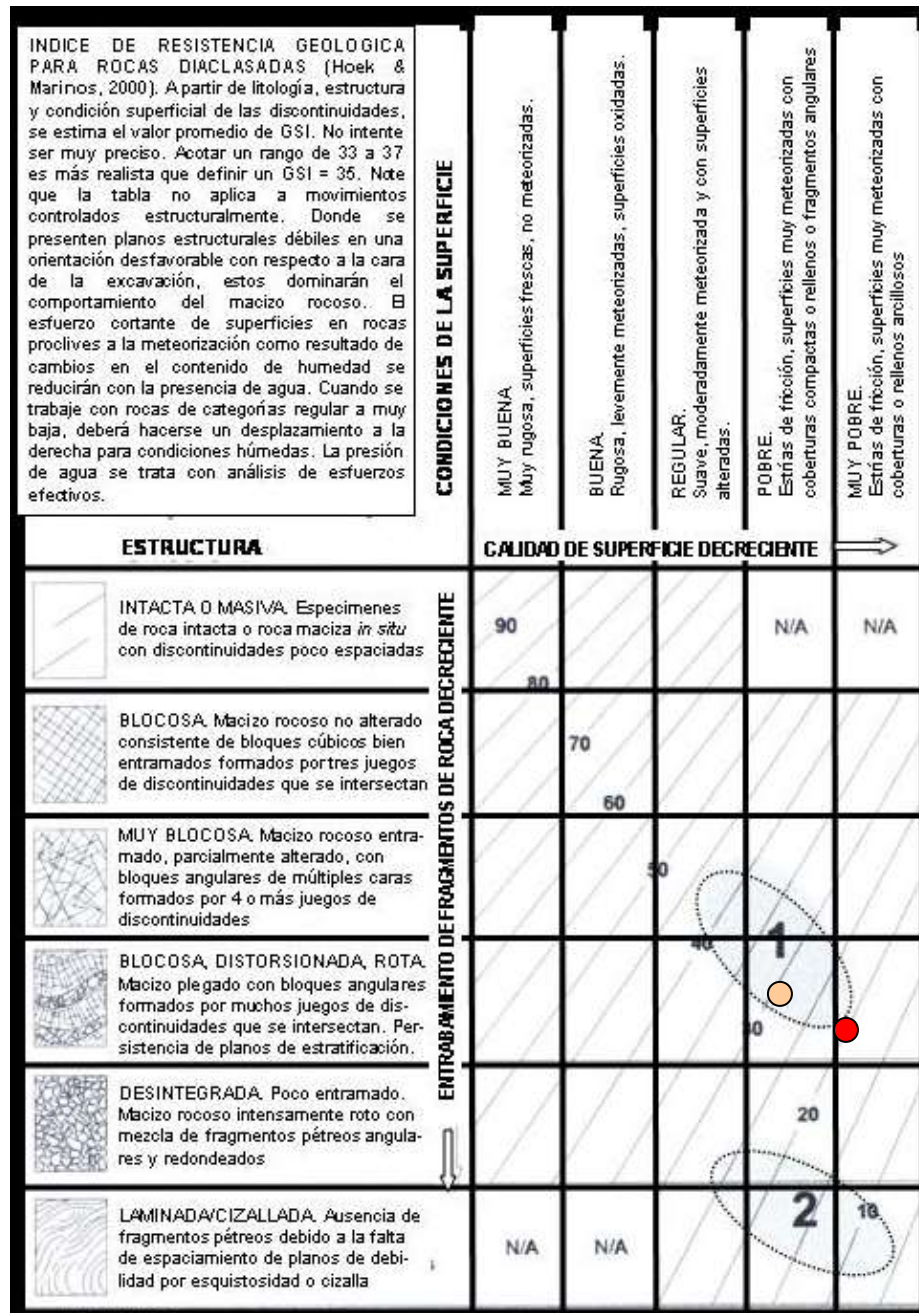 INDICE DE RESISTENCIA GEOLOGICA
PARA ROCAS DIACLASADAS (Hoek &
Marinos, 2000). A partir de litología, estructura
y condición superficial de las discontinuidades,
se estima el valor promedio de GSI. No intente
ser muy preciso. Acotar un rango de 33 a 37
es más realista que definir un GSI = 35. Note
que la tabla no aplica a movimientos
controlados estructuralmente. Donde se
presenten planos estructurales débiles en una
orientación desfavorable con respecto a la cara
de la excavación, estos dominarán el
comportamiento del macizo rocoso. El
esfuerzo cortante de superficies en rocas
proclives a la meteorización como resultado de
cambios en el contenido de humedad se
reducirán con la presencia de agua. Cuando se
trabaje con rocas de categorías regular a muy
baja, deberá hacerse un desplazamiento a la
derecha para condiciones húmedas. La presión
de agua se trata con análisis de esfuerzos
efectivos.
CONDICIONES DE LA SUPERFICIE
MUY BUENA.
Muy rugosa, superficies frescas, no meteorizadas.
BUENA.
Rugosa, levemente meteorizadas, superficies oxidadas.
REGULAR.
Suave, moderadamente meteorizada y con superficies
alteradas.
POBRE.
Estrías de fricción, superficies muy meteorizadas con
coberturas compactas o rellenos o fragmentos angulares
MUY POBRE.
Estrías de fricción, superficies muy meteorizadas con
coberturas o rellenos arcillosos
ESTRUCTURA
CALIDAD DE SUPERFICIE DECRECIENTE
ENTRABAMIENTO DE FRAGMENTOS DE ROCA DECRECIENTE
INTACTA O MASIVA. Especimenes
de roca intacta o roca maciza in situ
con discontinuidades poco espaciadas
90
80
N/A
N/A
BLOCOSA. Macizo rocoso no alterado
consistente de bloques cúbicos bien
entramados formados por tres juegos
de discontinuidades que se intersectan
70
60
MUY BLOCOSA. Macizo rocoso entra-
mado, parcialmente alterado, con
bloques angulares de múltiples caras
formados por 4 o más juegos de
discontinuidades
50
1
40
BLOCOSA, DISTORSIONADA, ROTA.
Macizo plegado con bloques angulares
formados por muchos juegos de dis-
continuidades que se intersectan. Per-
sistencia de planos de estratificación.
30
DESINTEGRADA. Poco entramado.
Macizo rocoso intensamente roto con
mezcla de fragmentos pétreos angula-
res y redondeados
20
LAMINADA/CIZALLADA. Ausencia de
fragmentos pétreos debido a la falta
de espaciamiento de planos de debi-
lidad por esquistosidad o cizalla
N/A
N/A
2
10